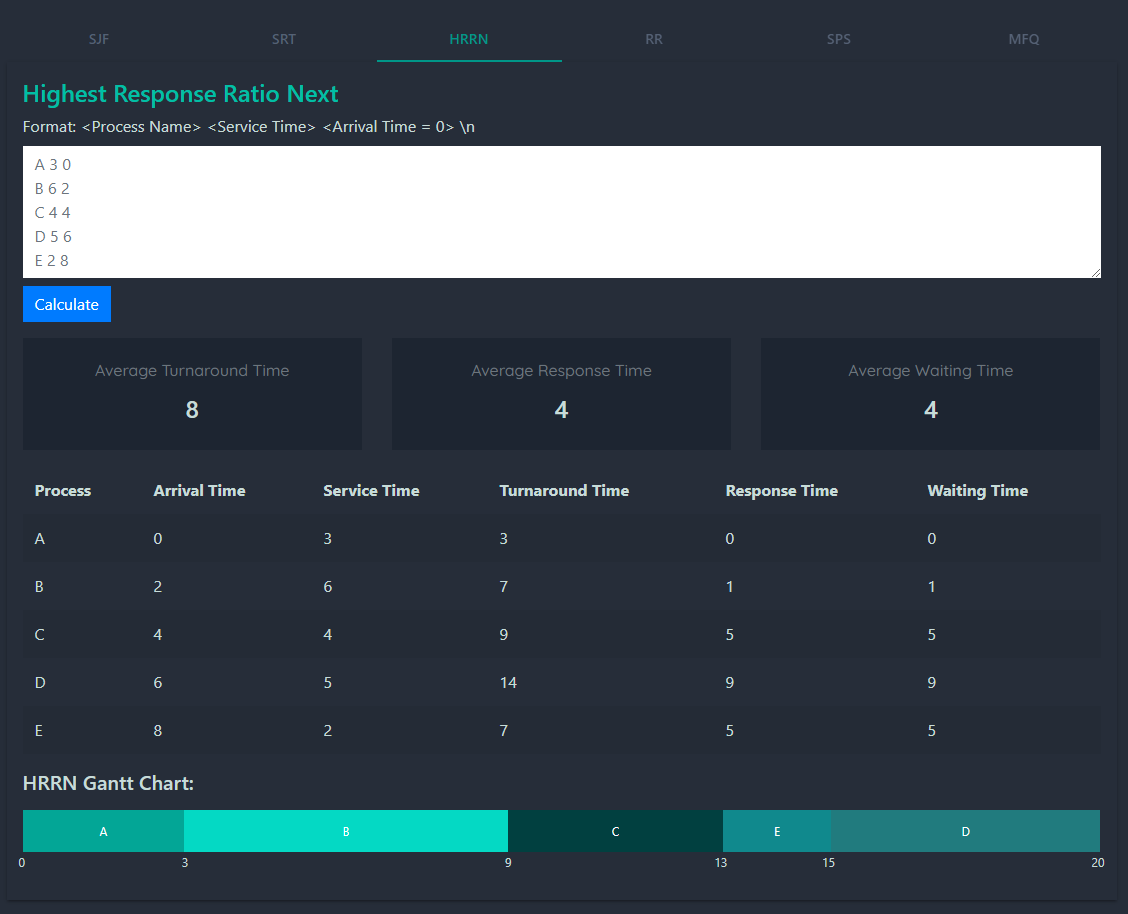 SJF SRT HRRN RR SPS MFQ
Highest Response Ratio Next
Format: <Process Name> <Service Time> <Arrival Time = 0> \n
A 3 0
B 6 2
C 4 4
D 5 6
E 2 8
Calculate
Average Turnaround Time Average Response Time Average Waiting Time
8 4 4
Process Arrival Time Service Time Turnaround Time Response Time Waiting Time
A 0 3 3 0 0
B 2 6 7 1 1
C 4 4 9 5 5
D 6 5 14 9 9
E 8 2 7 5 5
HRRN Gantt Chart:
A B C E D
0 3 9 13 15 20